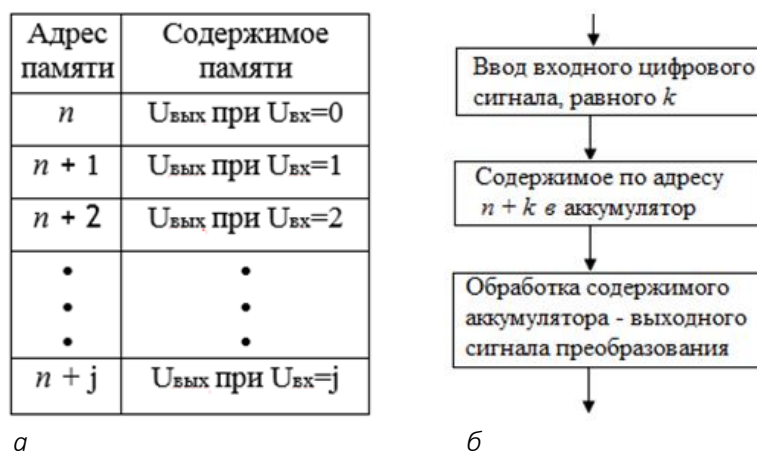 Адрес памяти | Содержимое памяти
n | Uвых при Uвх=0
n + 1 | Uвых при Uвх=1
n + 2 | Uвых при Uвх=2
• | •
• | •
• | •
n + j | Uвых при Uвх=j
а
Ввод входного цифрового
сигнала, равного k
Содержимое по адресу
n + k в аккумулятор
Обработка содержимого
аккумулятора - выходного
сигнала преобразования
б